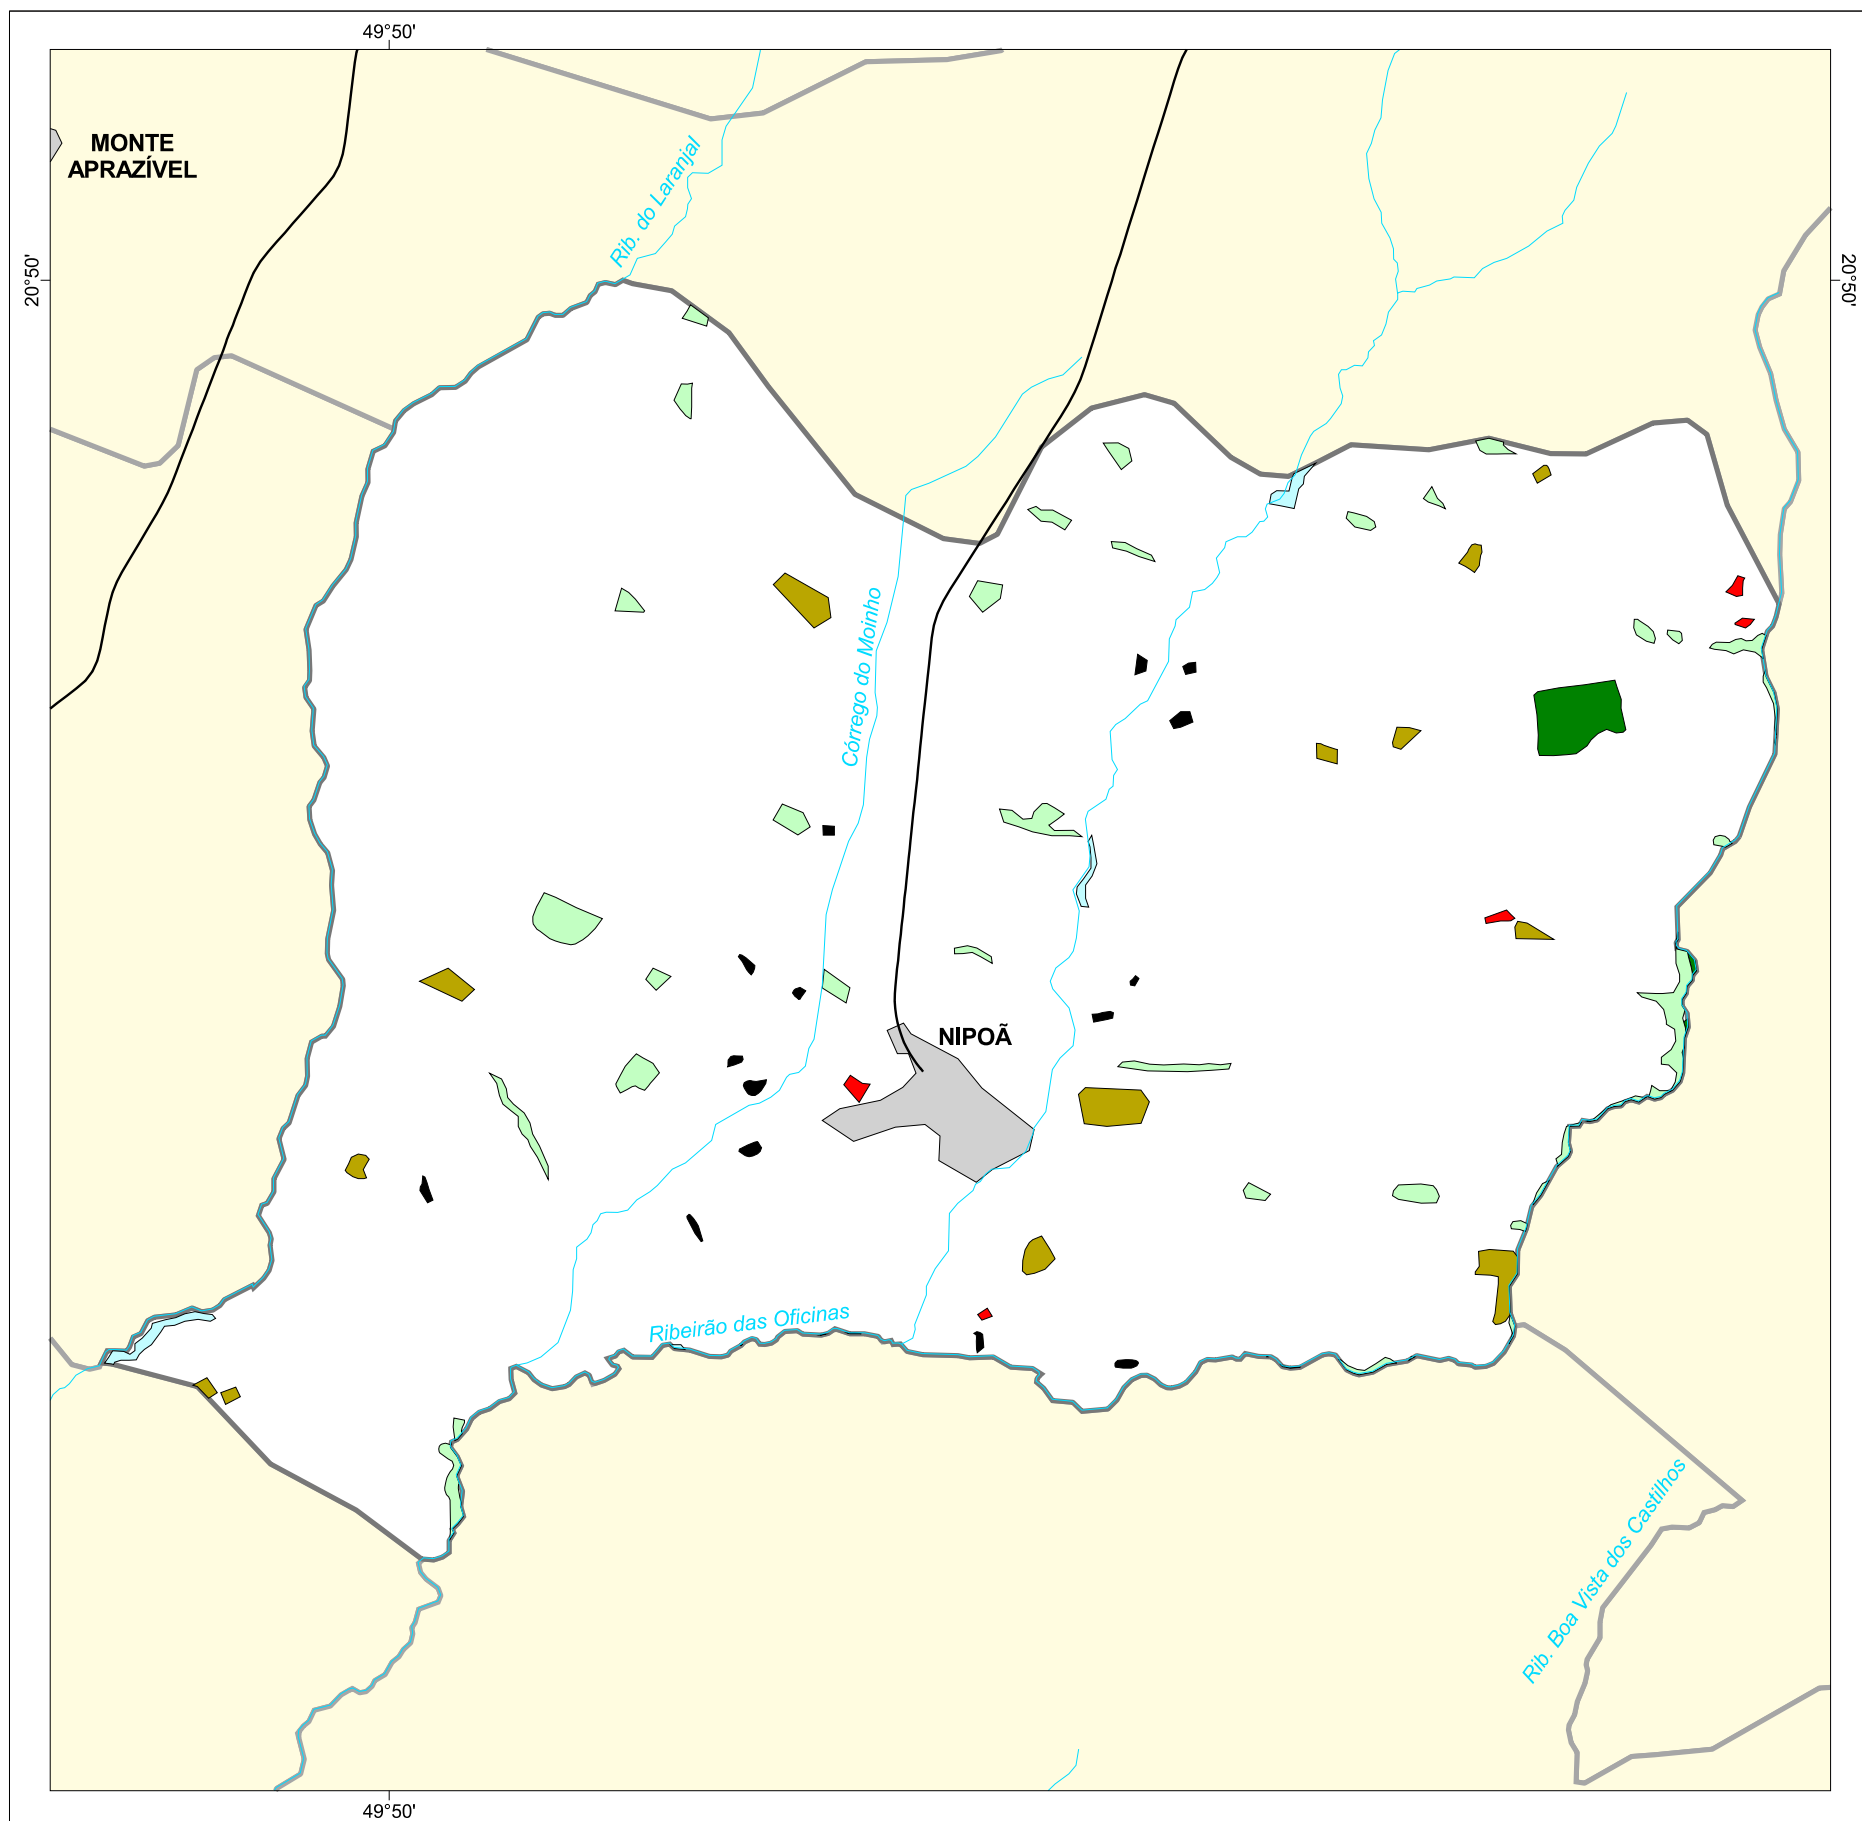 49°50'
MONTE
APRAZÍVEL
Rib. do Laranjal
20°50'
20°50'
Córrego do Moinho
NIPOÃ
Ribeirão das Oficinas
Rib. Boa Vista dos Castilhos
49°50'